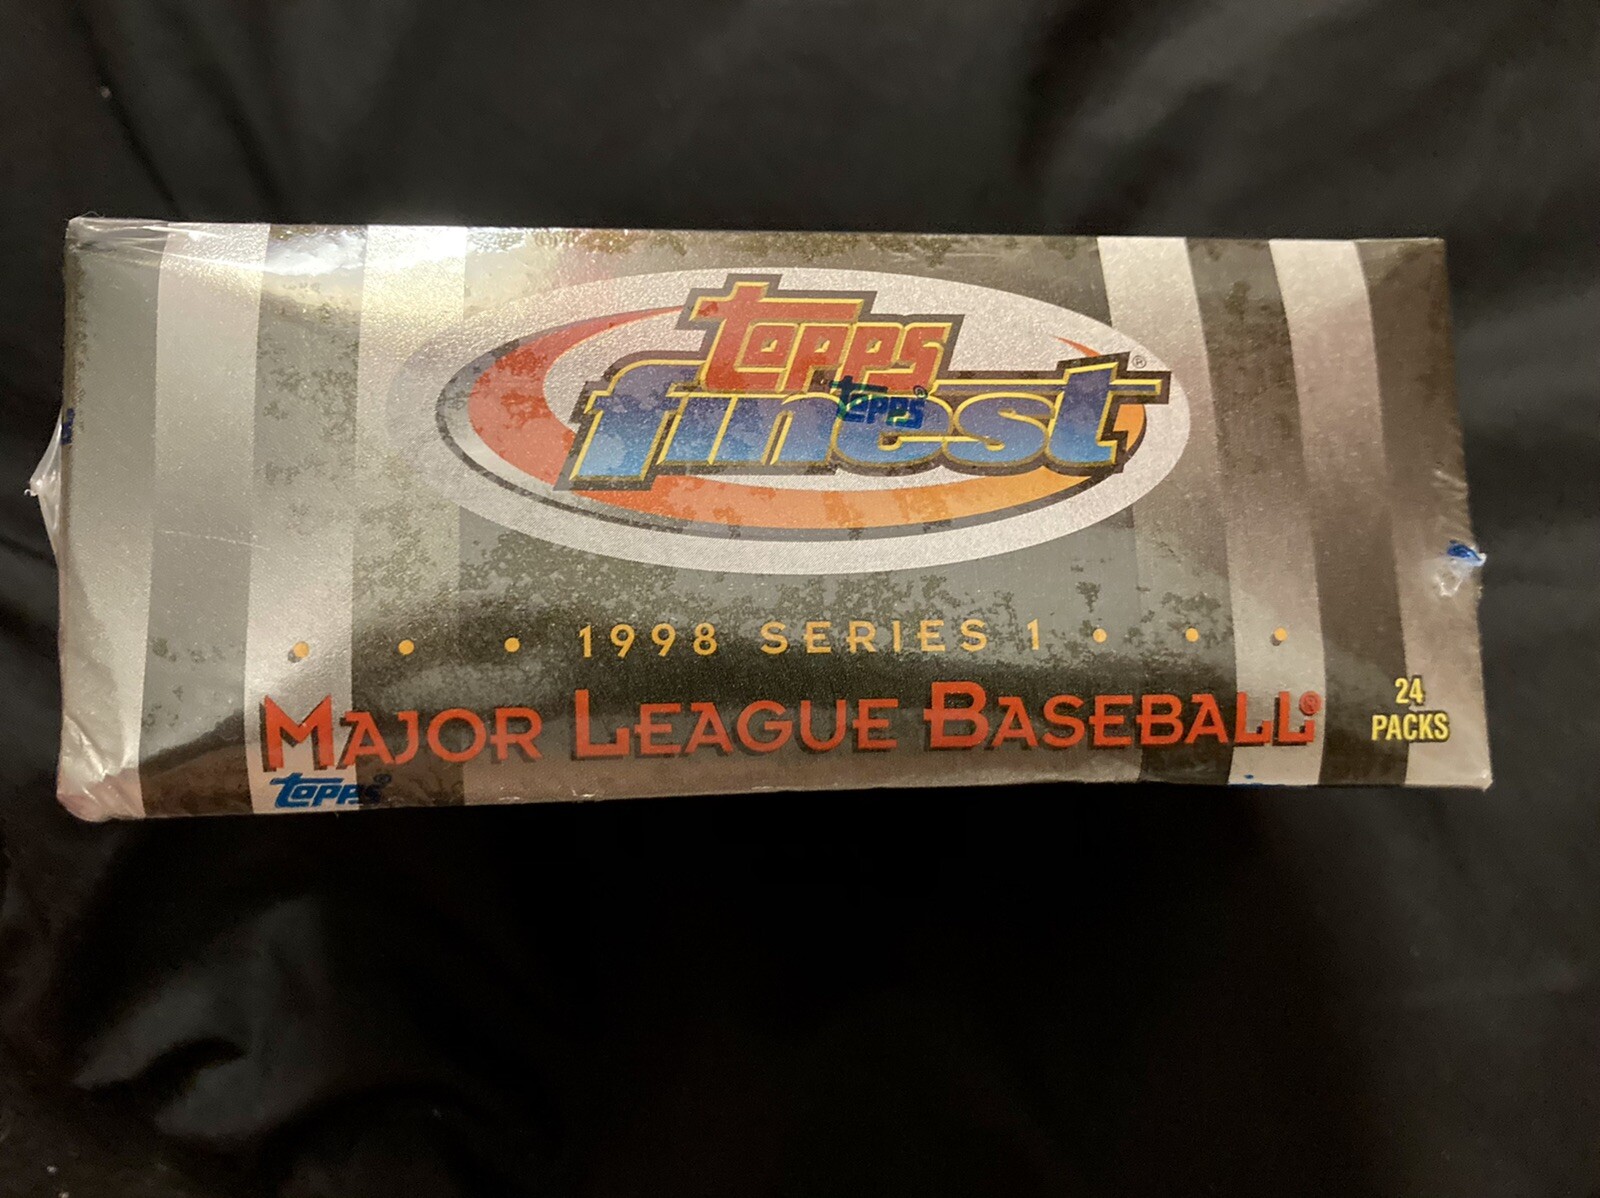 topps®
finest®
topps®
• • • 1998 SERIES 1 • • •
MAJOR LEAGUE BASEBALL®
24
PACKS
topps®